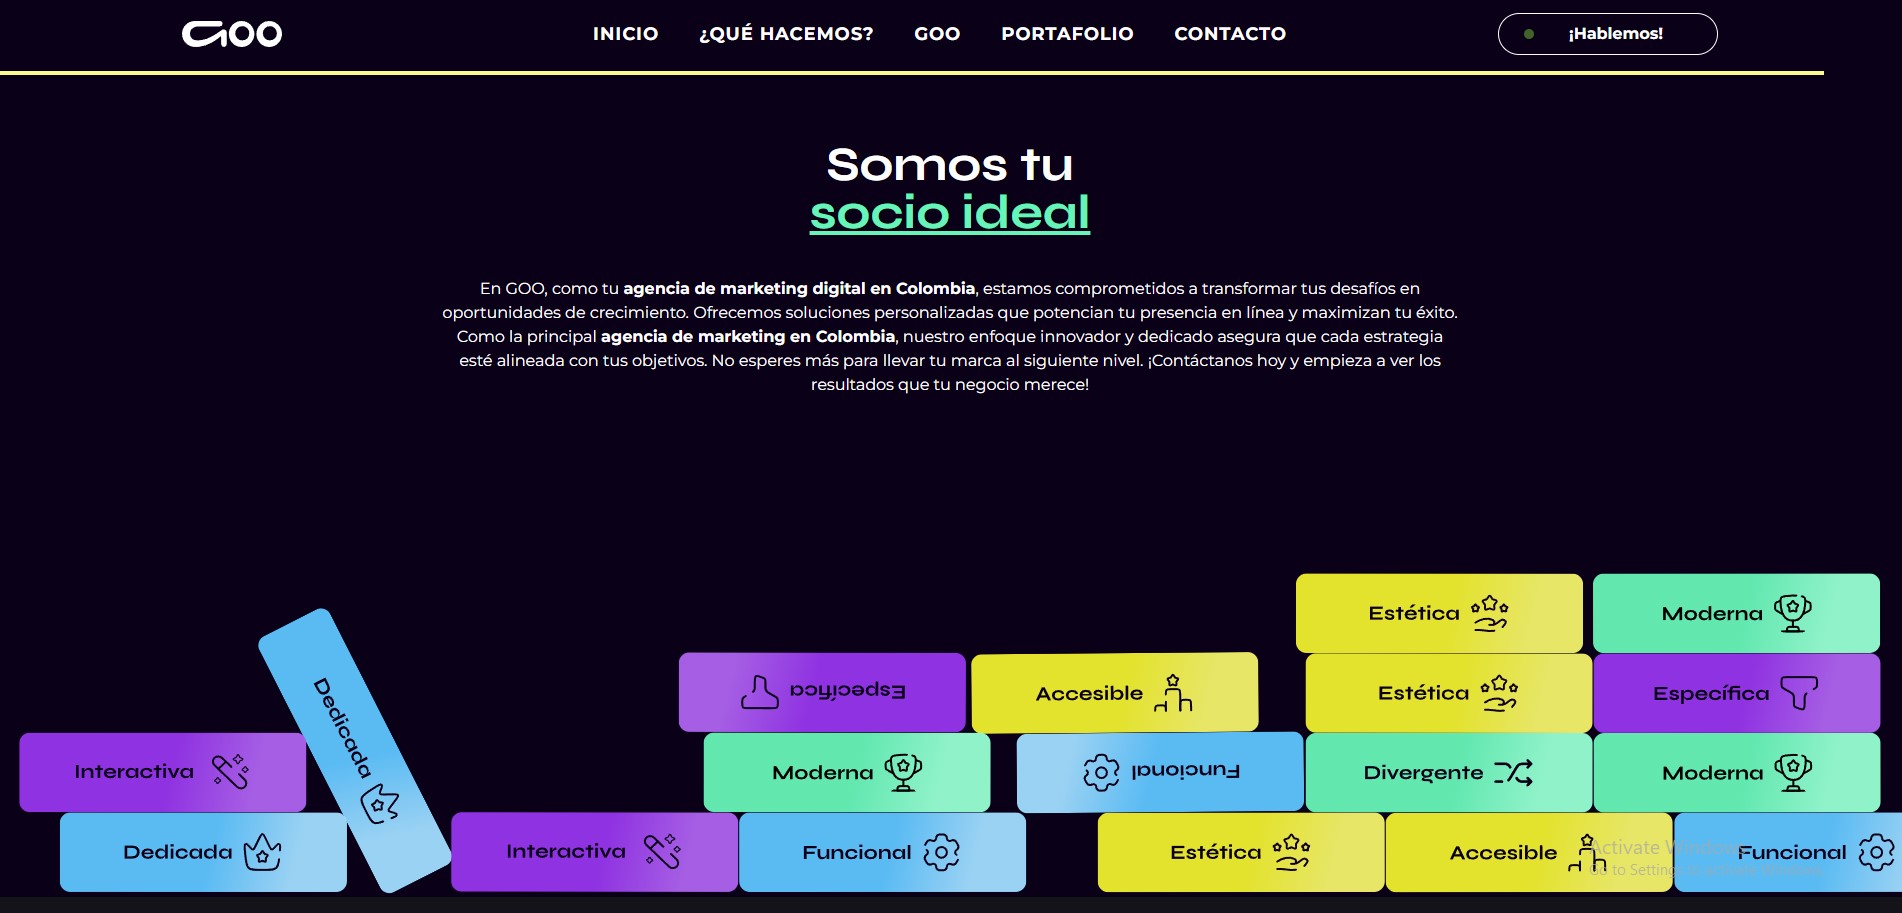 GOO
INICIO ¿QUÉ HACEMOS? GOO PORTAFOLIO CONTACTO
¡Hablemos!
Somos tu
socio ideal
En GOO, como tu agencia de marketing digital en Colombia, estamos comprometidos a transformar tus desafíos en
oportunidades de crecimiento. Ofrecemos soluciones personalizadas que potencian tu presencia en línea y maximizan tu éxito.
Como la principal agencia de marketing en Colombia, nuestro enfoque innovador y dedicado asegura que cada estrategia
esté alineada con tus objetivos. No esperes más para llevar tu marca al siguiente nivel. ¡Contáctanos hoy y empieza a ver los
resultados que tu negocio merece!
Estética
Moderna
Dedicada
Específica
Accesible
Estética
Específica
Interactiva
Moderna
Funcional
Divergente
Moderna
Dedicada
Interactiva
Funcional
Estética
Accesible
Funcional
Activate Windows
Go to Settings to activate Windows.